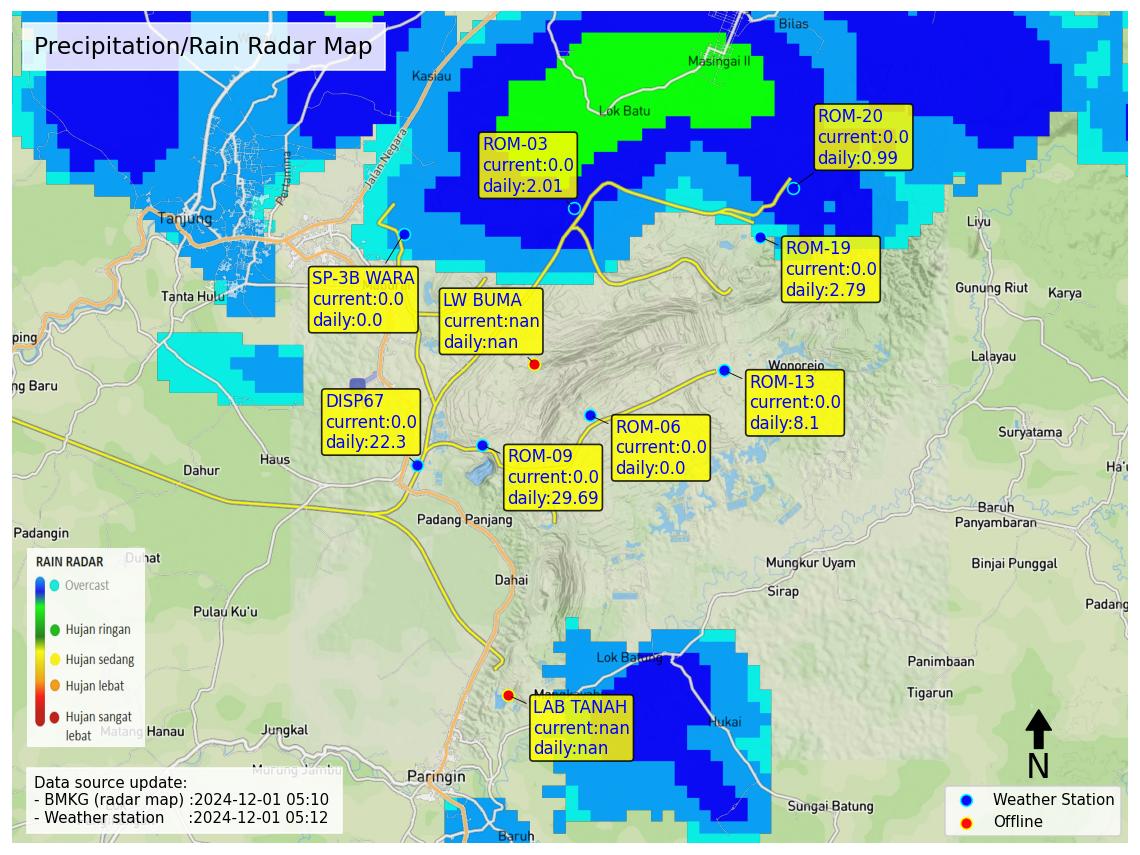 Precipitation/Rain Radar Map
Bilas
Masingai II
Kasiau
Lok Batu
Jalan Negara
Pertamina
Tanjung
ROM-03
current:0.0
daily:2.01
ROM-20
current:0.0
daily:0.99
ROM-19
current:0.0
daily:2.79
Liyu
SP-3B WARA
current:0.0
daily:0.0
LW BUMA
current:nan
daily:nan
Tanta Hulu
Gunung Riut
Karya
ping
Lalayau
ng Baru
Wonorejo
ROM-13
current:0.0
daily:8.1
DISP67
current:0.0
daily:22.3
ROM-06
current:0.0
daily:0.0
Suryatama
ROM-09
current:0.0
daily:29.69
Haus
Dahur
Ha'u
Baruh
Panyambaran
Padang Panjang
Padangin
Duhat
Mungkur Uyam
Binjai Punggal
Dahai
Sirap
Padang
Pulau Ku'u
RAIN RADAR
Overcast
Hujan ringan
Hujan sedang
Hujan lebat
Hujan sangat
lebat
Lok Batung
Panimbaan
Tigarun
LAB TANAH
current:nan
daily:nan
Hukai
Matang Hanau
Jungkal
Murung Jambu
Paringin
Sungai Batung
Baruh
Data source update:
- BMKG (radar map) :2024-12-01 05:10
- Weather station :2024-12-01 05:12
N
Weather Station
Offline